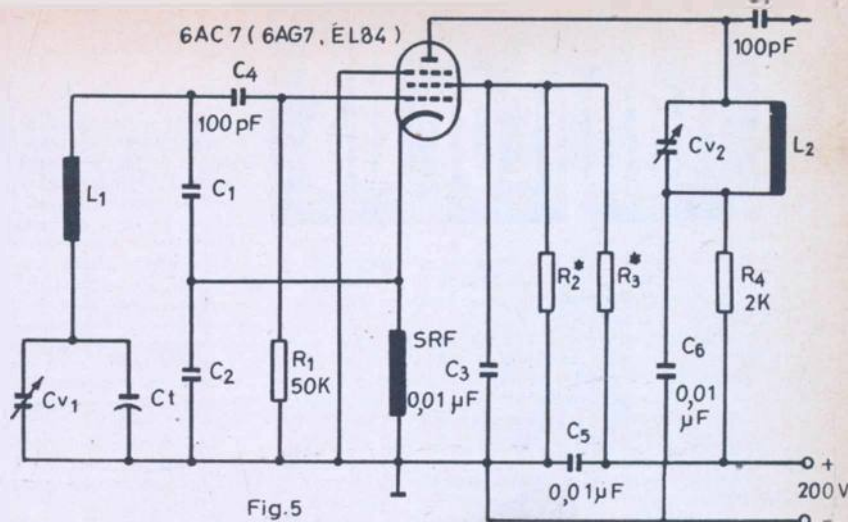 6AC7 (6AG7, EL84)
100pF
C4
100 pF
Cv2
L2
L1
C1
R2*
R3*
R4
2K
SRF
C2
R1
50K
C3
C6
0,01
µF
0,01 µF
Cv1
Ct
C5
0,01µF
+
200V
-
Fig.5